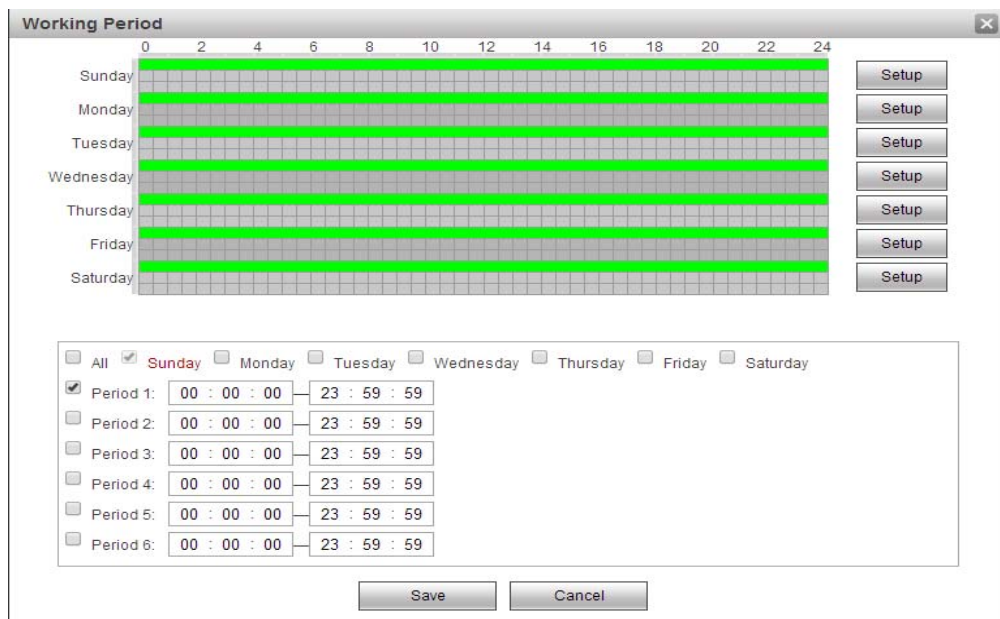 Working Period
0 2 4 6 8 10 12 14 16 18 20 22 24
Sunday Setup
Monday Setup
Tuesday Setup
Wednesday Setup
Thursday Setup
Friday Setup
Saturday Setup
All Sunday Monday Tuesday Wednesday Thursday Friday Saturday
Period 1: 00 : 00 : 00 — 23 : 59 : 59
Period 2: 00 : 00 : 00 — 23 : 59 : 59
Period 3: 00 : 00 : 00 — 23 : 59 : 59
Period 4: 00 : 00 : 00 — 23 : 59 : 59
Period 5: 00 : 00 : 00 — 23 : 59 : 59
Period 6: 00 : 00 : 00 — 23 : 59 : 59
Save Cancel